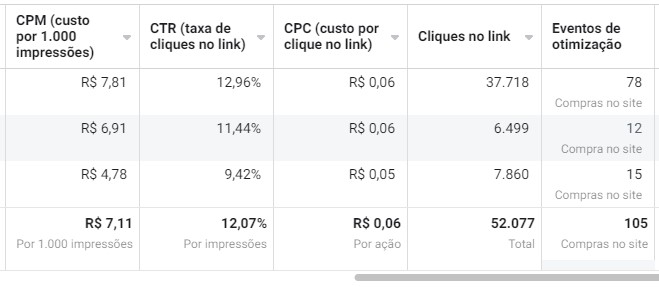 CPM (custo por 1.000 impressões)
CTR (taxa de cliques no link)
CPC (custo por clique no link)
Cliques no link
Eventos de otimização
R$ 7,81 12,96% R$ 0,06 37.718 78
Compras no site
R$ 6,91 11,44% R$ 0,06 6.499 12
Compra no site
R$ 4,78 9,42% R$ 0,05 7.860 15
Compras no site
R$ 7,11 12,07% R$ 0,06 52.077 105
Por 1.000 impressões Por impressões Por ação Total Compras no site